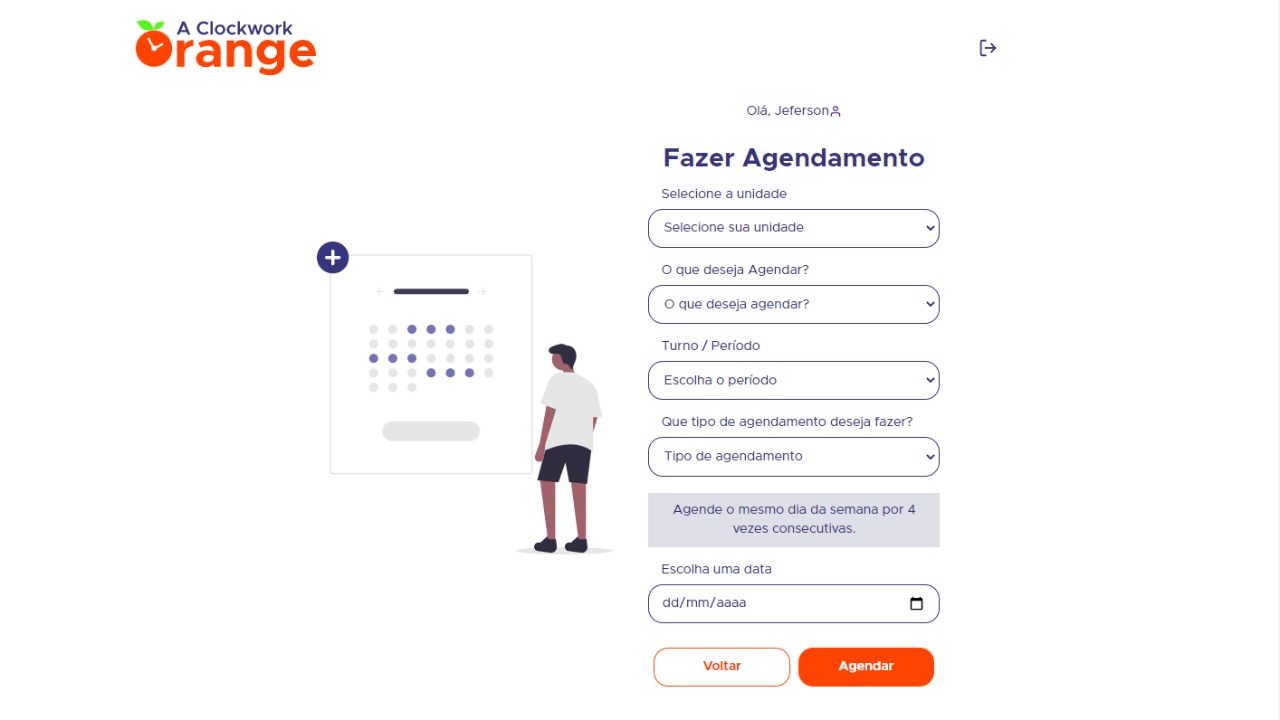 A Clockwork
Orange
Olá, Jeferson
Fazer Agendamento
Selecione a unidade
Selecione sua unidade
O que deseja Agendar?
O que deseja agendar?
Turno / Período
Escolha o período
Que tipo de agendamento deseja fazer?
Tipo de agendamento
Agende o mesmo dia da semana por 4
vezes consecutivas.
Escolha uma data
dd/mm/aaaa
Voltar
Agendar